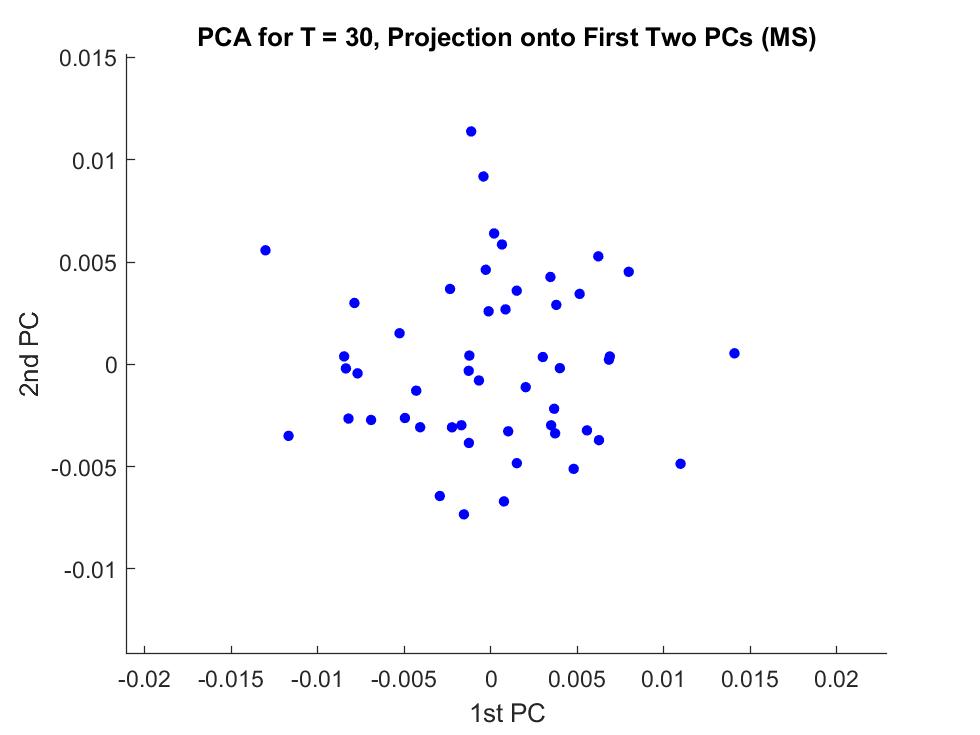 PCA for T = 30, Projection onto First Two PCs (MS)
0.015
0.01
0.005
0
-0.005
-0.01
2nd PC
-0.02 -0.015 -0.01 -0.005 0 0.005 0.01 0.015 0.02
1st PC